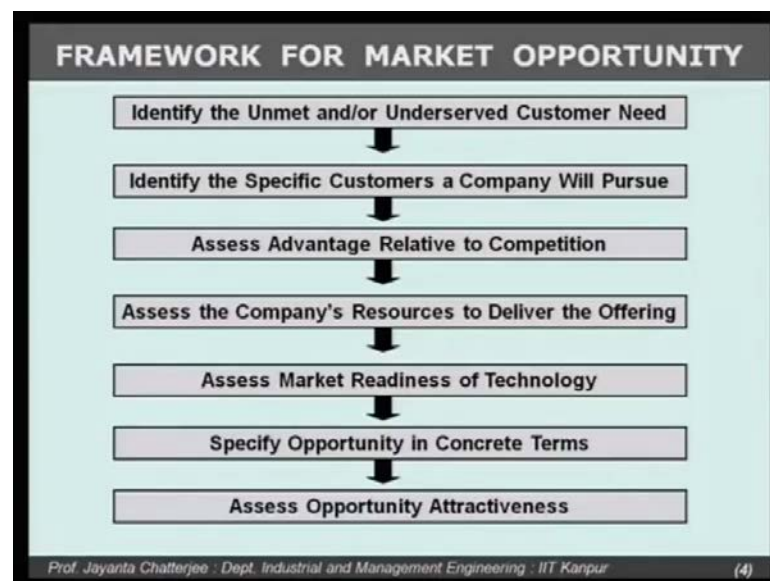 FRAMEWORK FOR MARKET OPPORTUNITY
Identify the Unmet and/or Underserved Customer Need
Identify the Specific Customers a Company Will Pursue
Assess Advantage Relative to Competition
Assess the Company's Resources to Deliver the Offering
Assess Market Readiness of Technology
Specify Opportunity in Concrete Terms
Assess Opportunity Attractiveness
Prof. Jayanta Chatterjee : Dept. Industrial and Management Engineering : IIT Kanpur (4)